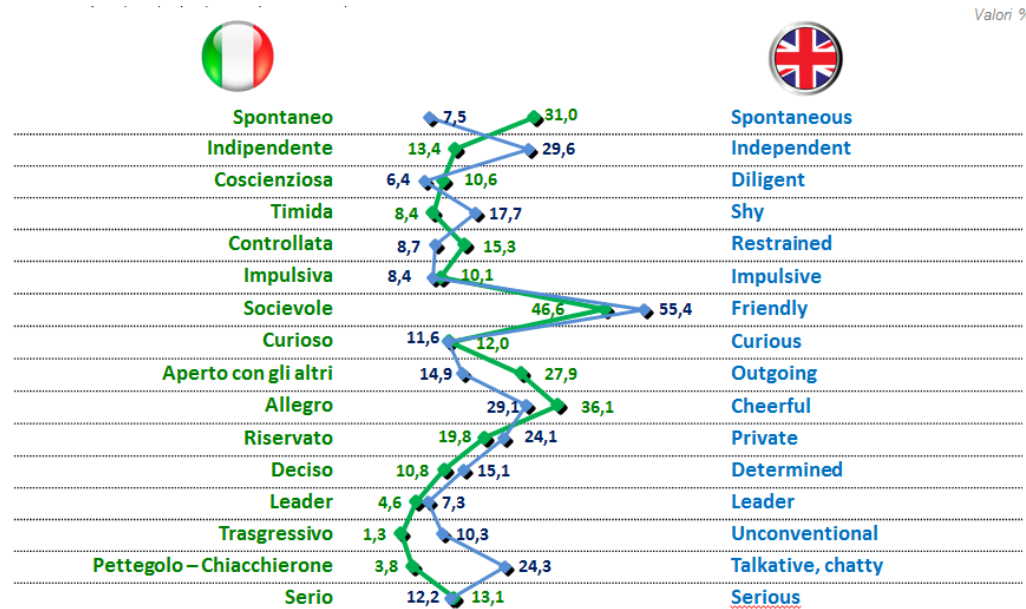 Valori %
Spontaneo 7,5 31,0 Spontaneous
Indipendente 13,4 29,6 Independent
Coscienziosa 6,4 10,6 Diligent
Timida 8,4 17,7 Shy
Controllata 8,7 15,3 Restrained
Impulsiva 8,4 10,1 Impulsive
Socievole 46,6 55,4 Friendly
Curioso 11,6 12,0 Curious
Aperto con gli altri 14,9 27,9 Outgoing
Allegro 29,1 36,1 Cheerful
Riservato 19,8 24,1 Private
Deciso 10,8 15,1 Determined
Leader 4,6 7,3 Leader
Trasgressivo 1,3 10,3 Unconventional
Pettegolo – Chiacchierone 3,8 24,3 Talkative, chatty
Serio 12,2 13,1 Serious